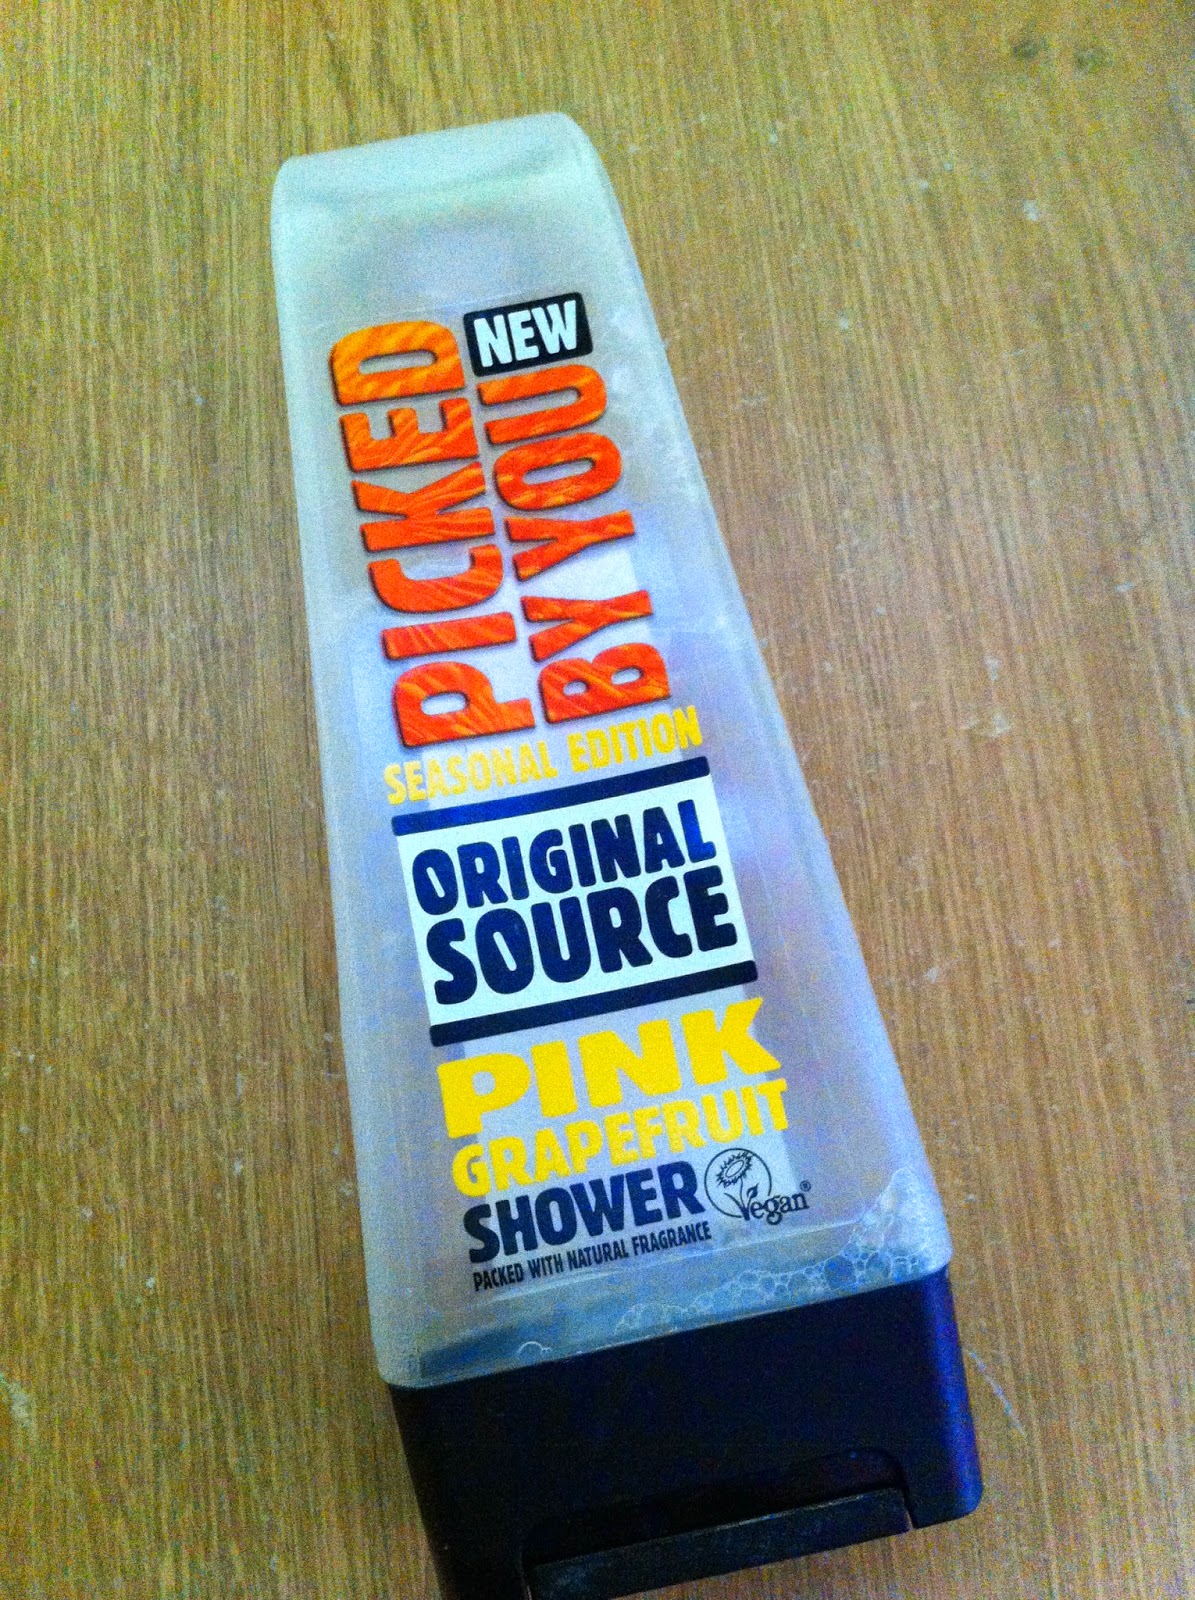 PICKED
BY YOU NEW
SEASONAL EDITION
ORIGINAL
SOURCE
PINK
GRAPEFRUIT
SHOWER
Vegan®
PACKED WITH NATURAL FRAGRANCE